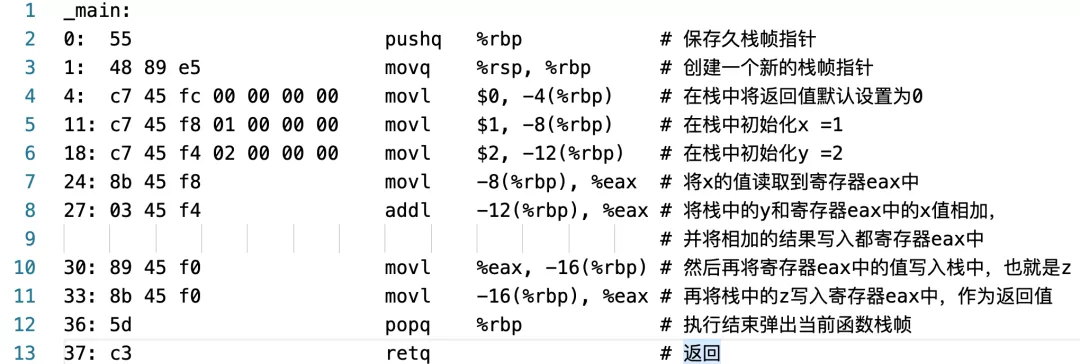 1 _main:
2 0: 55 pushq %rbp # 保存久栈帧指针
3 1: 48 89 e5 movq %rsp, %rbp # 创建一个新的栈帧指针
4 4: c7 45 fc 00 00 00 00 movl $0, -4(%rbp) # 在栈中将返回值默认设置为0
5 11: c7 45 f8 01 00 00 00 movl $1, -8(%rbp) # 在栈中初始化x =1
6 18: c7 45 f4 02 00 00 00 movl $2, -12(%rbp) # 在栈中初始化y =2
7 24: 8b 45 f8 movl -8(%rbp), %eax # 将x的值读取到寄存器eax中
8 27: 03 45 f4 addl -12(%rbp), %eax # 将栈中的y和寄存器eax中的x值相加，
9 # 并将相加的结果写入都寄存器eax中
10 30: 89 45 f0 movl %eax, -16(%rbp) # 然后再将寄存器eax中的值写入栈中，也就是z
11 33: 8b 45 f0 movl -16(%rbp), %eax # 再将栈中的z写入寄存器eax中，作为返回值
12 36: 5d popq %rbp # 执行结束弹出当前函数栈帧
13 37: c3 retq # 返回